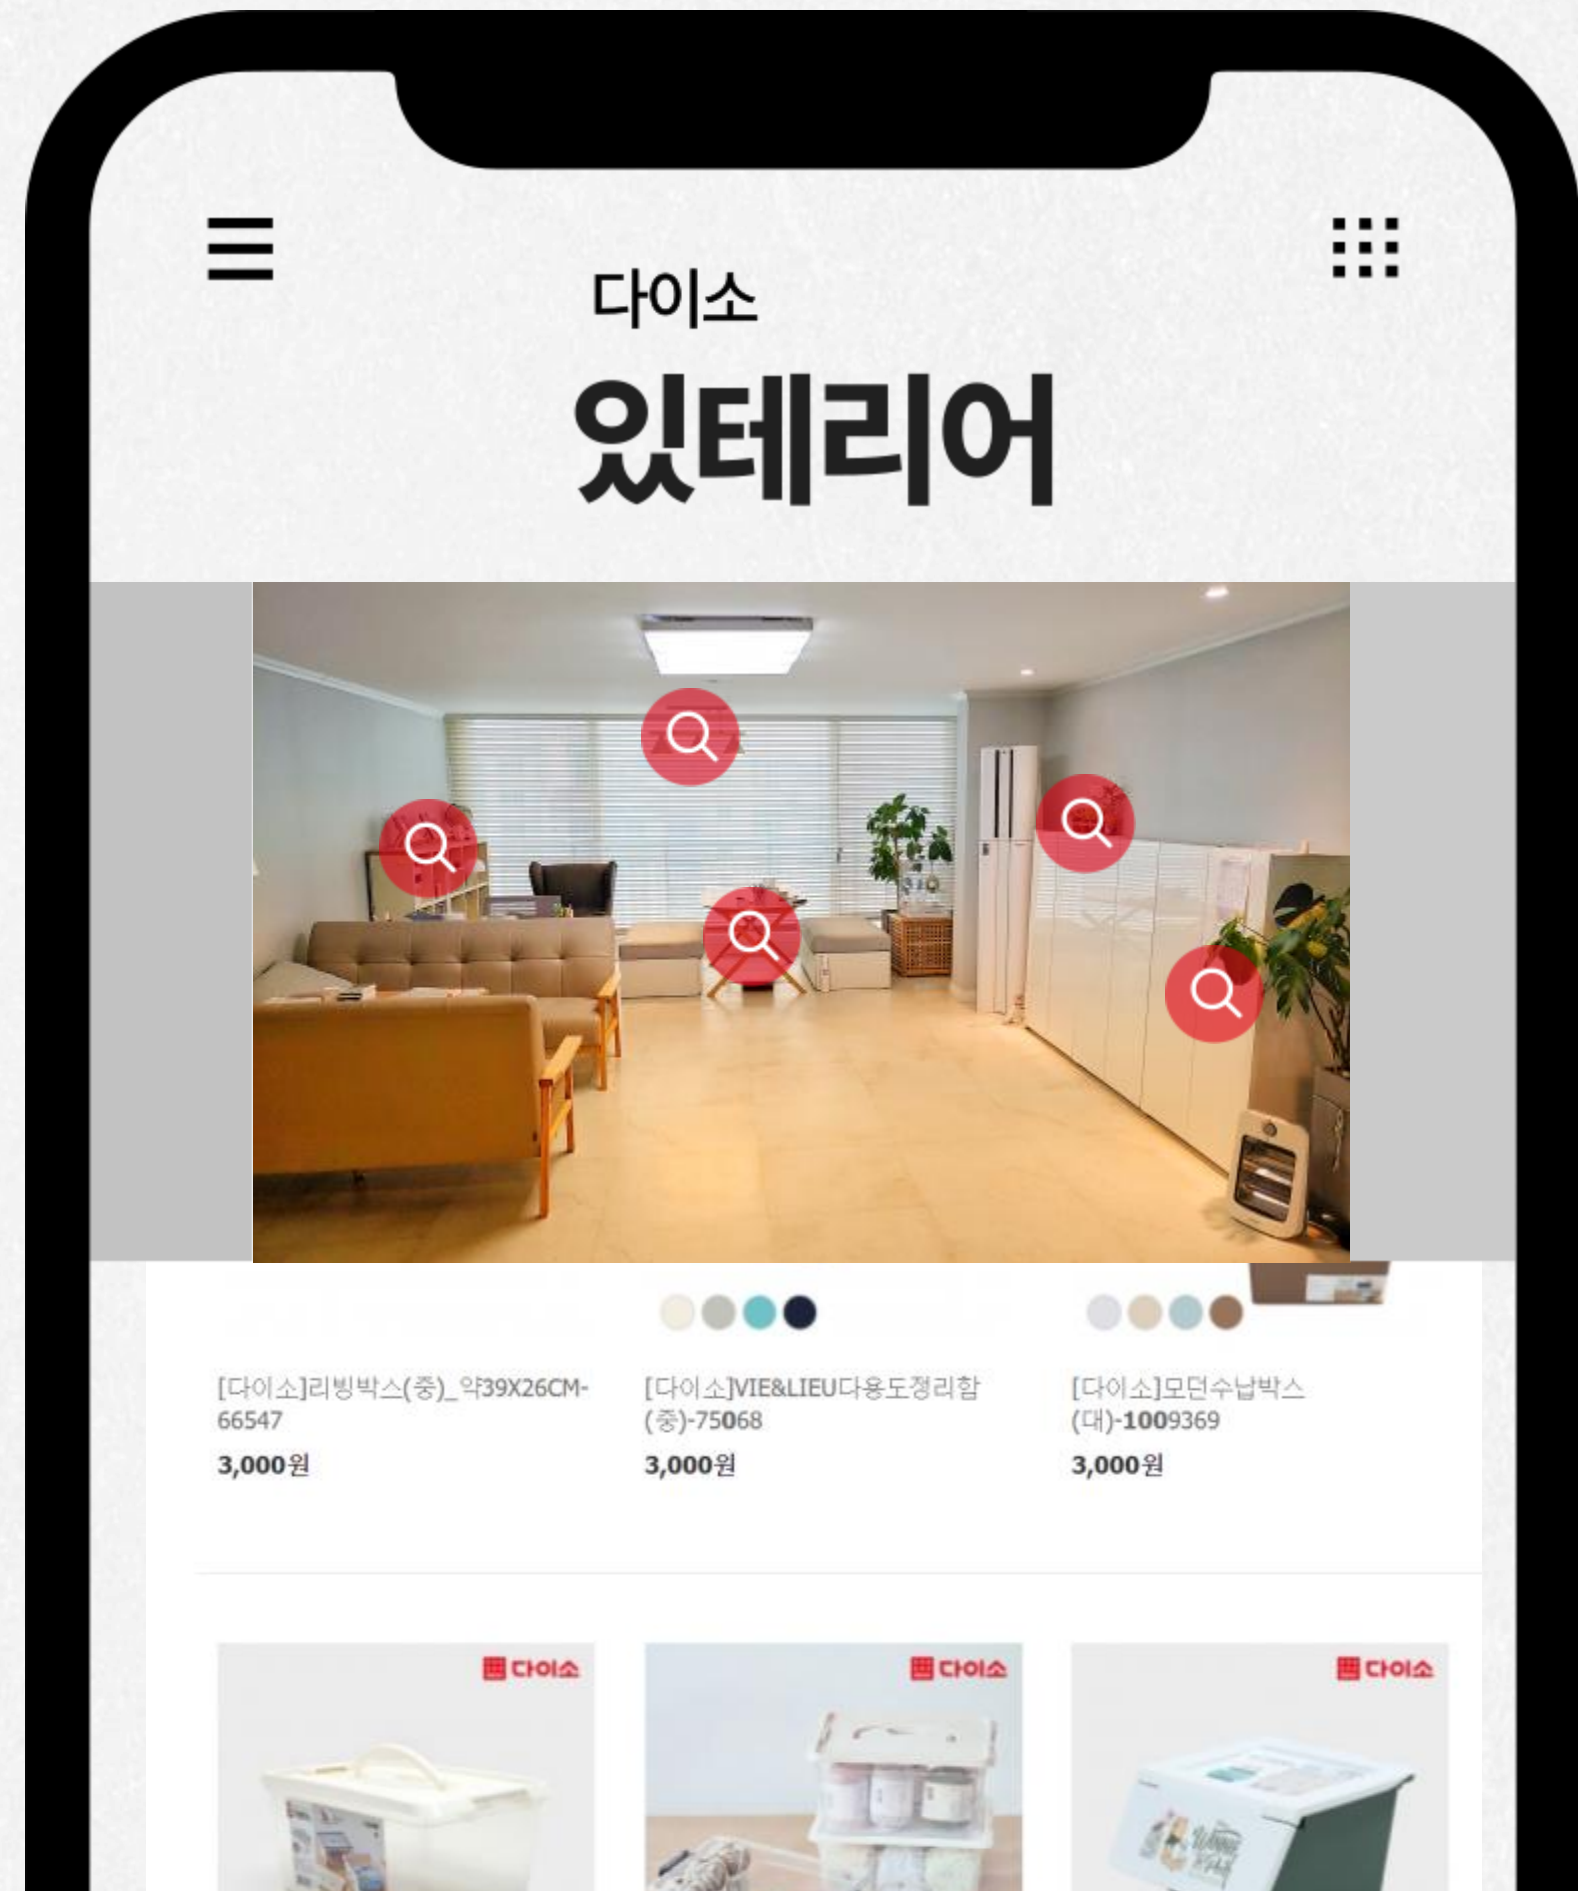 다이소
있테리어
[다이소]리빙박스(중)_약39X26CM-
66547
3,000원
[다이소]VIE&LIEU다용도정리함
(중)-75068
3,000원
[다이소]모던수납박스
(대)-1009369
3,000원
다이소
다이소
다이소